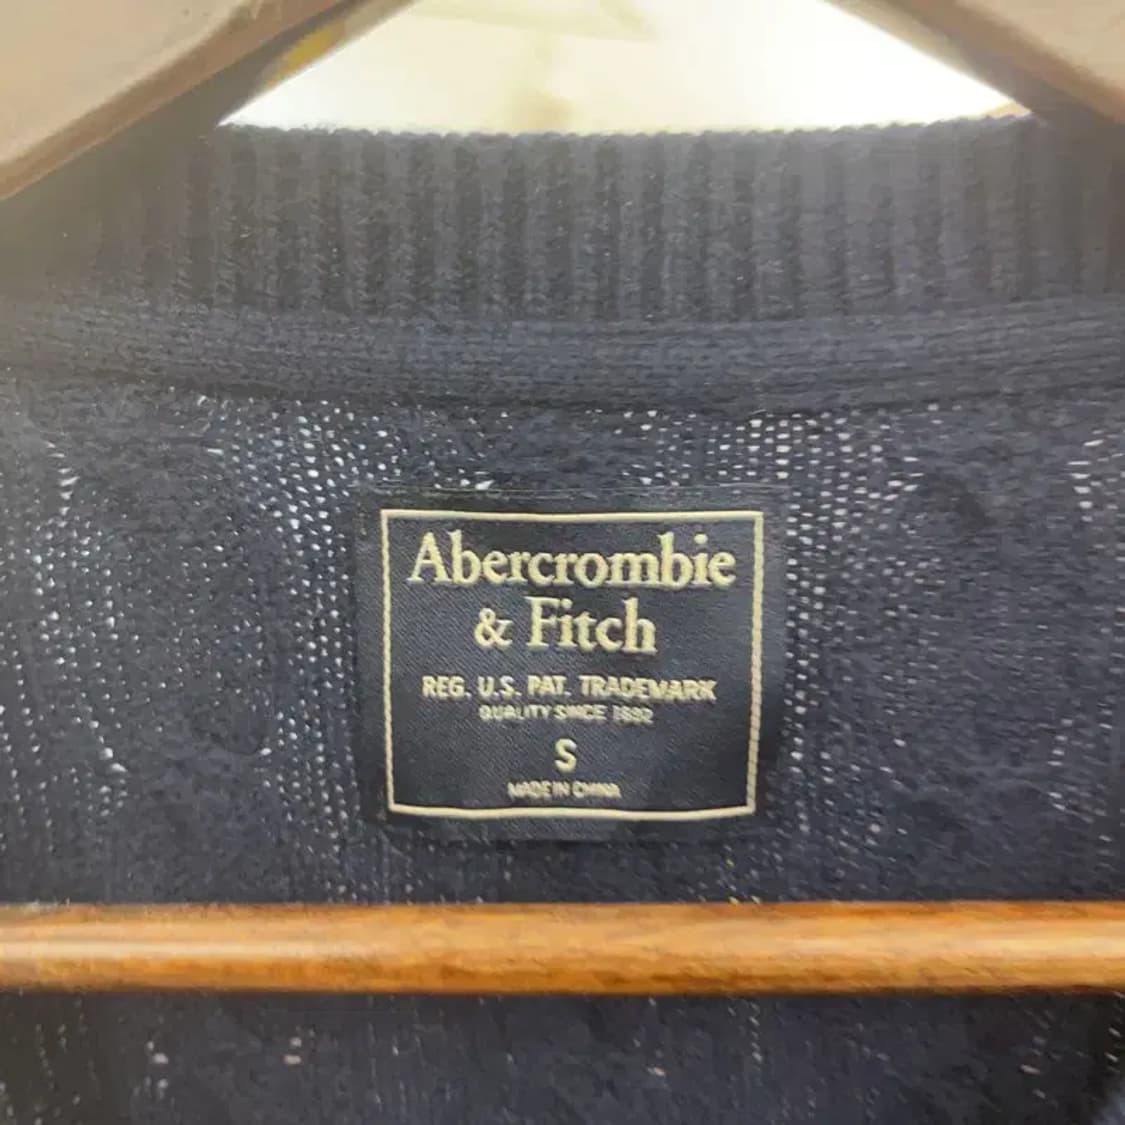 Abercrombie
& Fitch
REG. U.S. PAT. TRADEMARK
QUALITY SINCE 1892
S
MADE IN CHINA